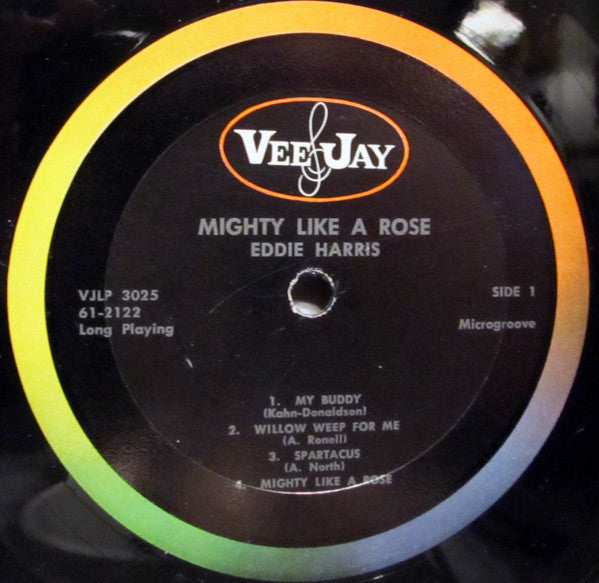 VEE JAY
MIGHTY LIKE A ROSE
EDDIE HARRIS
VJLP 3025
61-2122
Long Playing
SIDE 1
Microgroove
1. MY BUDDY
(Kahn-Donaldson)
2. WILLOW WEEP FOR ME
(A. Ronell)
3. SPARTACUS
(A. North)
4. MIGHTY LIKE A ROSE